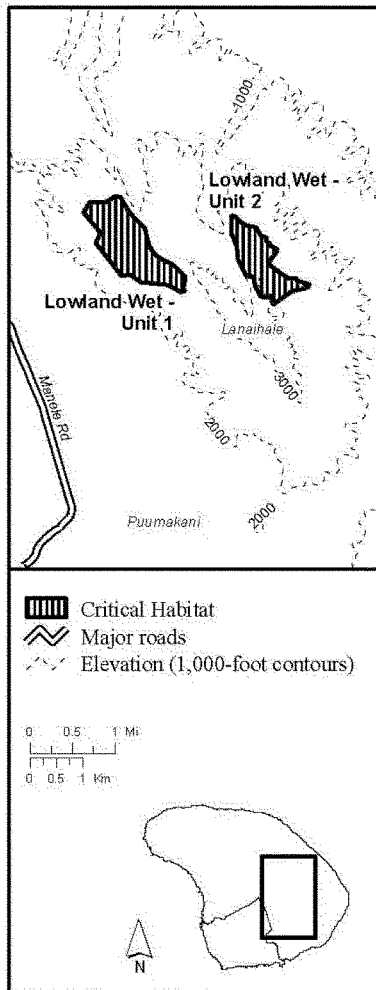 1000
Lowland Wet -
Unit 2
Lowland Wet -
Unit 1
Lanaihale
3000
Manele Rd
2000
Puumakani
2000
Critical Habitat
Major roads
Elevation (1,000-foot contours)
0 0.5 1 Mi
0 0.5 1 Km
N